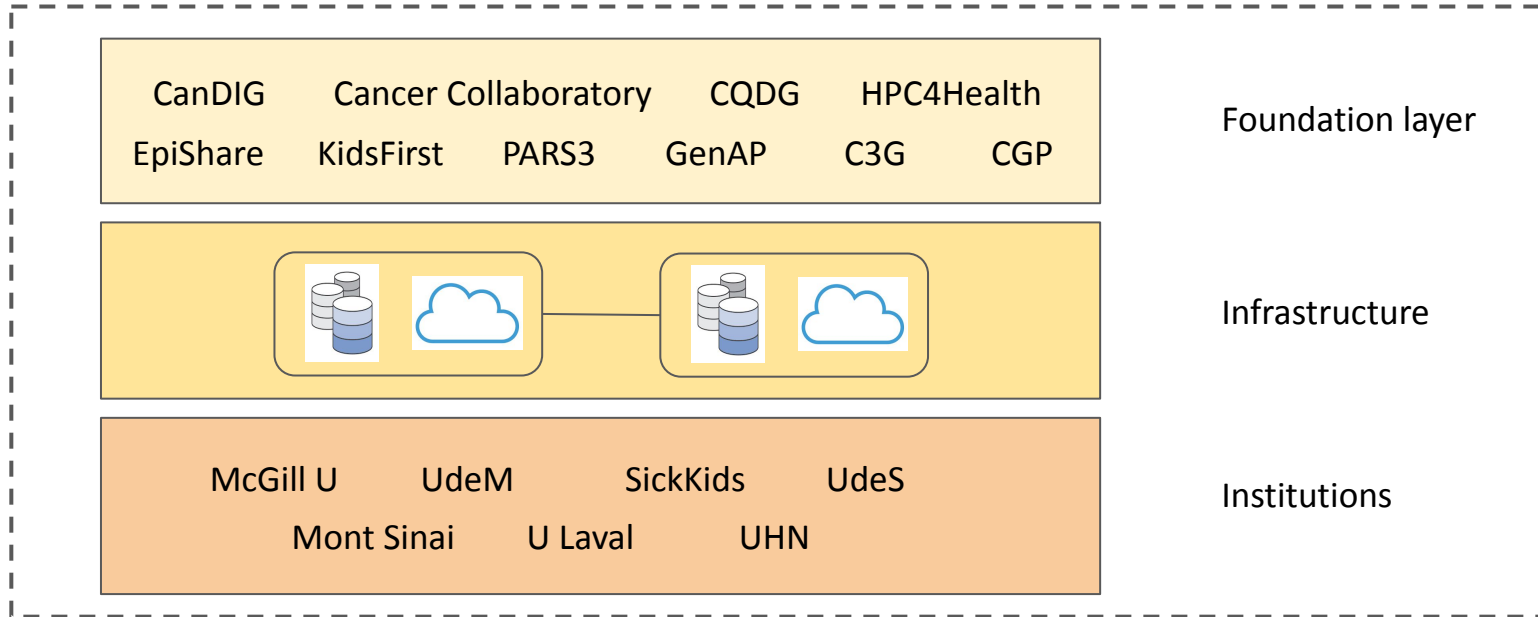 CanDIG Cancer Collaboratory CQDG HPC4Health
EpiShare KidsFirst PARS3 GenAP C3G CGP
Foundation layer
Infrastructure
McGill U UdeM SickKids UdeS
Mont Sinai U Laval UHN
Institutions